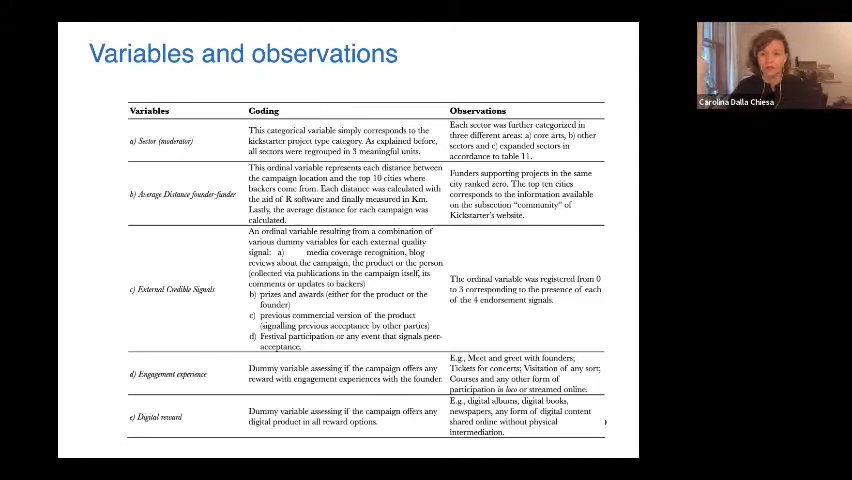 Variables and observations
Variables Coding Observations
a) Sector (moderator)
This categorical variable simply corresponds to the
kickstarter project type category. As explained before,
all sectors were regrouped in 3 meaningful units.
Each sector was further categorized in
three different areas: a) core arts, b) other
sectors and c) expanded sectors in
accordance to table 11.
b) Average Distance founder-funder
This ordinal variable represents each distance between
the campaign location and the top 10 cities where
backers come from. Each distance was calculated with
the aid of R software and finally measured in Km.
Lastly, the average distance for each campaign was
calculated.
Funders supporting projects in the same
city ranked zero. The top ten cities
corresponds to the information available
on the subsection “community” of
Kickstarter’s website.
c) External Credible Signals
An ordinal variable resulting from a combination of
various dummy variables for each external quality
signal: a) media coverage recognition, blog
reviews about the campaign, the product or the person
(collected via publications in the campaign itself, its
comments or updates to backers)
b) prizes and awards (either for the product or the
founder)
c) previous commercial version of the product
(signalling previous acceptance by other parties)
d) Festival participation or any event that signals peer-
acceptance.
The ordinal variable was registered from 0
to 3 corresponding to the presence of each
of the 4 endorsement signals.
d) Engagement experience
Dummy variable assessing if the campaign offers any
reward with engagement experiences with the founder.
E.g., Meet and greet with founders;
Tickets for concerts; Visitation of any sort;
Courses and any other form of
participation in loco or streamed online.
e) Digital reward
Dummy variable assessing if the campaign offers any
digital product in all reward options.
E.g., digital albums, digital books,
newspapers, any form of digital content
shared online without physical
intermediation.
Carolina Dalla Chiesa